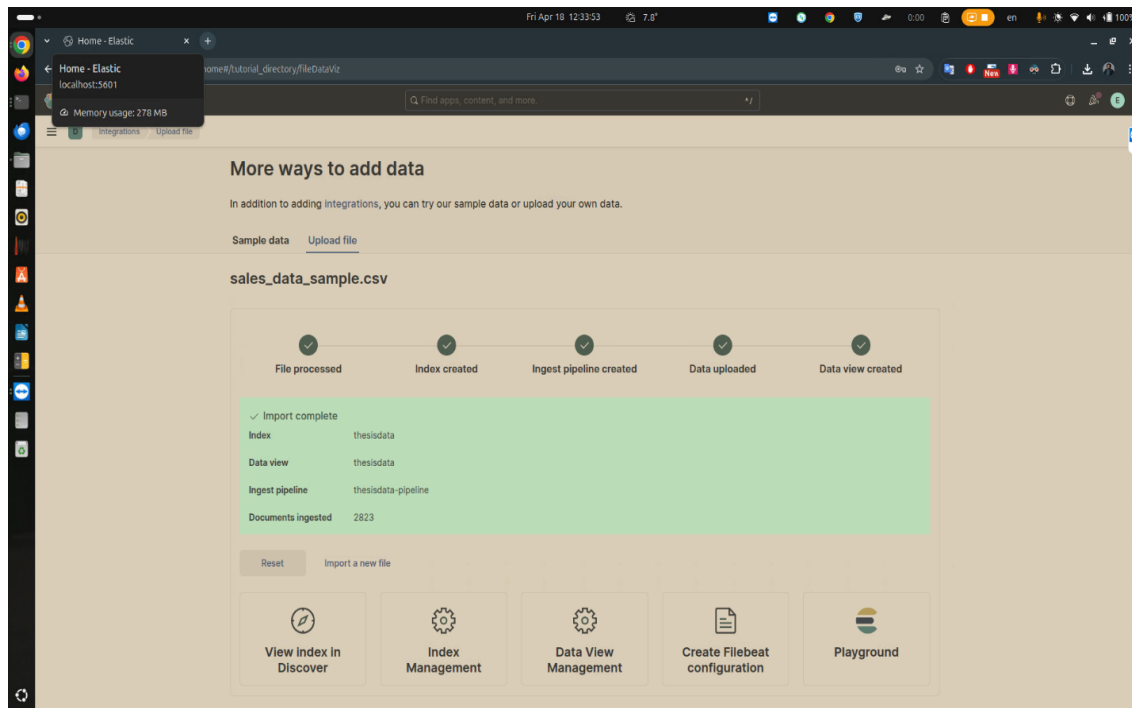 Fri Apr 18 12:33:53
7.8°
0:00
en
100%
Home - Elastic
Home - Elastic
localhost:5601
Memory usage: 278 MB
home#/tutorial_directory/fileDataViz
New
Find apps, content, and more.
E
D
Integrations
Upload file
More ways to add data
In addition to adding integrations, you can try our sample data or upload your own data.
Sample data
Upload file
sales_data_sample.csv
File processed
Index created
Ingest pipeline created
Data uploaded
Data view created
Import complete
Index thesisdata
Data view thesisdata
Ingest pipeline thesisdata-pipeline
Documents ingested 2823
Reset
Import a new file
View index in
Discover
Index
Management
Data View
Management
Create Filebeat
configuration
Playground